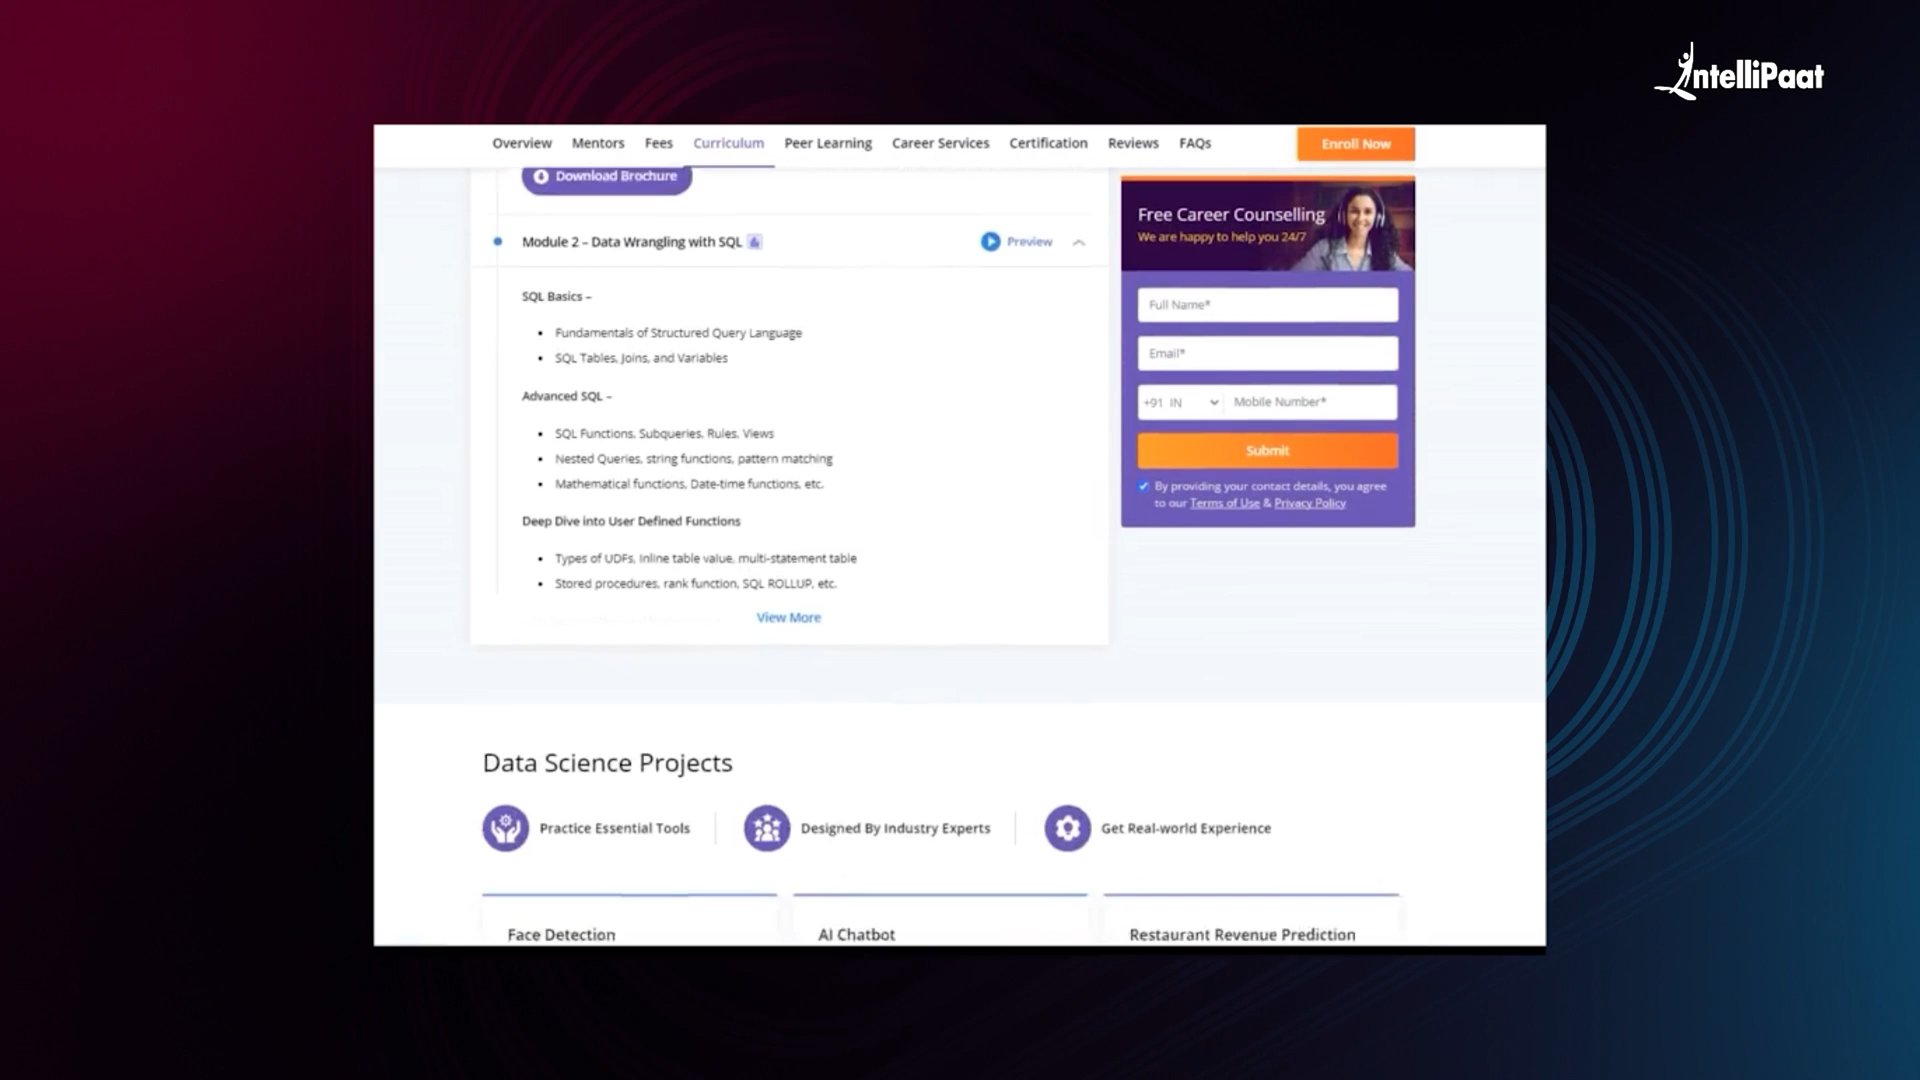 IntelliPaat
Overview Mentors Fees Curriculum Peer Learning Career Services Certification Reviews FAQs Enroll Now
Download Brochure
Module 2 – Data Wrangling with SQL
Preview
SQL Basics –
Fundamentals of Structured Query Language
SQL Tables, Joins, and Variables
Advanced SQL –
SQL Functions, Subqueries, Rules, Views
Nested Queries, string functions, pattern matching
Mathematical functions, Date-time functions, etc.
Deep Dive into User Defined Functions
Types of UDFs, Inline table value, multi-statement table
Stored procedures, rank function, SQL ROLLUP, etc.
View More
Free Career Counselling
We are happy to help you 24/7
Full Name*
Email*
+91 IN Mobile Number*
Submit
By providing your contact details, you agree
to our Terms of Use & Privacy Policy
Data Science Projects
Practice Essential Tools
Designed By Industry Experts
Get Real-world Experience
Face Detection
AI Chatbot
Restaurant Revenue Prediction